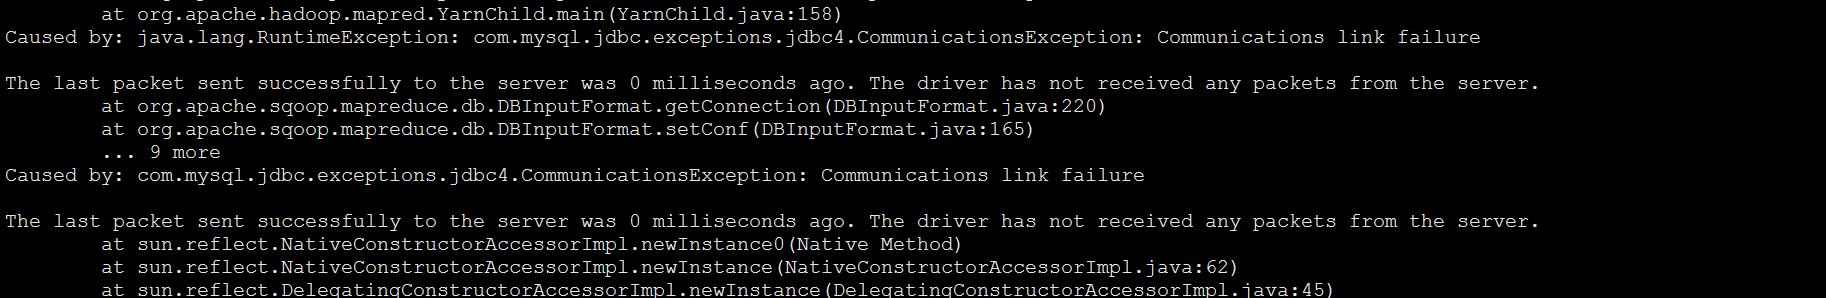 at org.apache.hadoop.mapred.YarnChild.main(YarnChild.java:158)
Caused by: java.lang.RuntimeException: com.mysql.jdbc.exceptions.jdbc4.CommunicationsException: Communications link failure
The last packet sent successfully to the server was 0 milliseconds ago. The driver has not received any packets from the server.
at org.apache.sqoop.mapreduce.db.DBInputFormat.getConnection(DBInputFormat.java:220)
at org.apache.sqoop.mapreduce.db.DBInputFormat.setConf(DBInputFormat.java:165)
... 9 more
Caused by: com.mysql.jdbc.exceptions.jdbc4.CommunicationsException: Communications link failure
The last packet sent successfully to the server was 0 milliseconds ago. The driver has not received any packets from the server.
at sun.reflect.NativeConstructorAccessorImpl.newInstance0(Native Method)
at sun.reflect.NativeConstructorAccessorImpl.newInstance(NativeConstructorAccessorImpl.java:62)
at sun.reflect.DelegatingConstructorAccessorImpl.newInstance(DelegatingConstructorAccessorImpl.java:45)